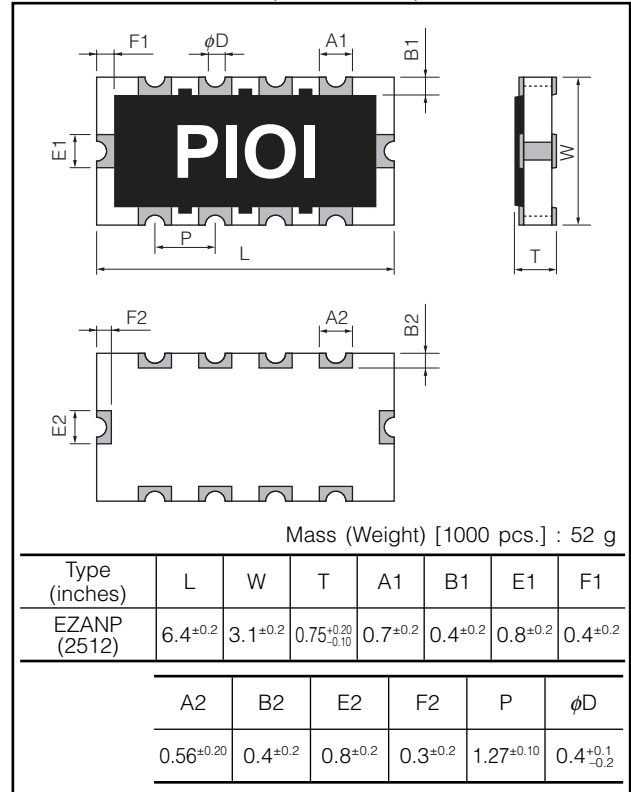 F1 φD A1 B1
E1 PIOI W
P T
L
F2 A2 B2
E2
Mass (Weight) [1000 pcs.] : 52 g
Type (inches) L W T A1 B1 E1 F1
EZANP (2512) 6.4±0.2 3.1±0.2 0.75+0.20 −0.10 0.7±0.2 0.4±0.2 0.8±0.2 0.4±0.2
A2 B2 E2 F2 P φD
0.56±0.20 0.4±0.2 0.8±0.2 0.3±0.2 1.27±0.10 0.4+0.1 −0.2